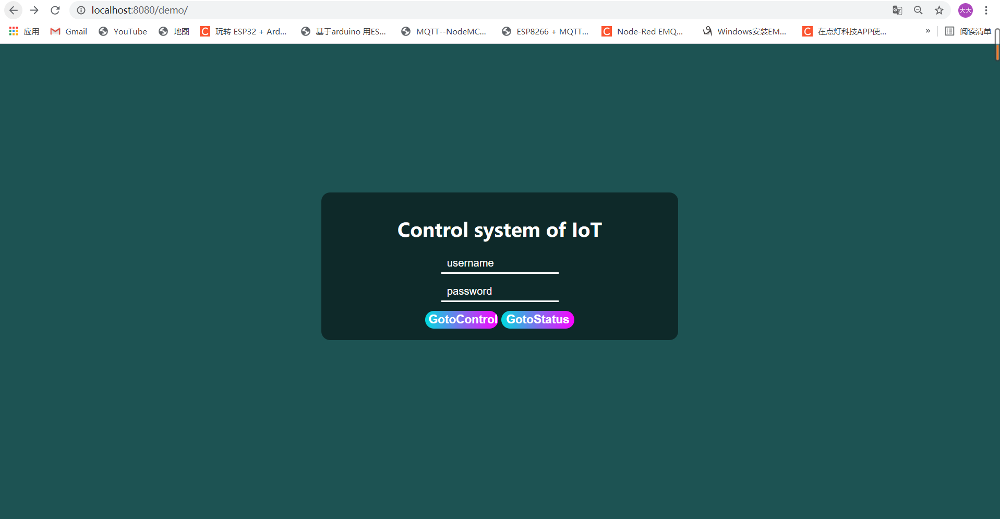 localhost:8080/demo/
大大
应用 Gmail YouTube 地图 玩转 ESP32 + Ard... 基于arduino 用ES... MQTT--NodeMC... ESP8266 + MQTT... Node-Red EMQ... Windows安装EM... 在点灯科技APP使... » 阅读清单
Control system of IoT
username
password
GotoControl GotoStatus